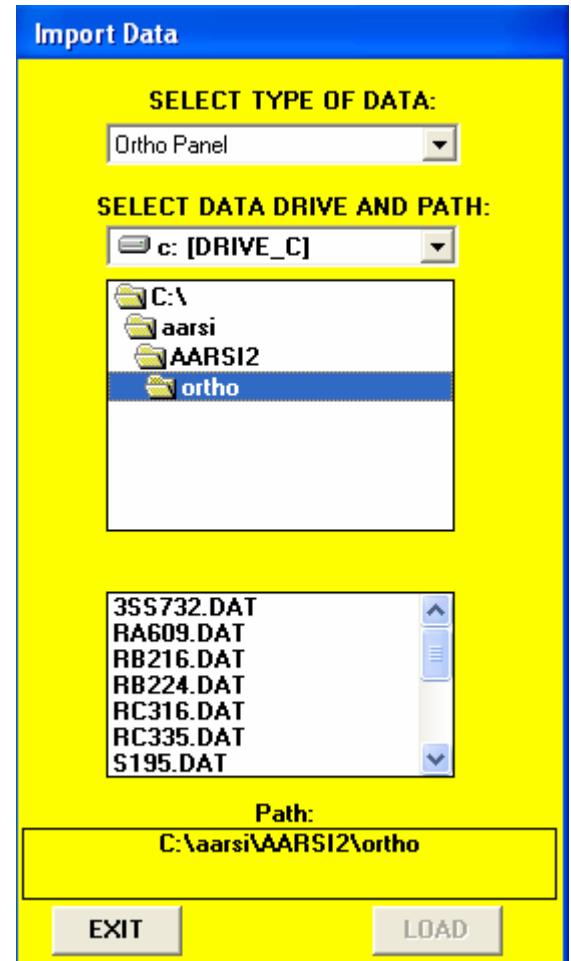 Import Data
SELECT TYPE OF DATA:
Ortho Panel
SELECT DATA DRIVE AND PATH:
c: [DRIVE_C]
C:\
aarsi
AARSI2
ortho
3SS732.DAT
RA609.DAT
RB216.DAT
RB224.DAT
RC316.DAT
RC335.DAT
S195.DAT
Path:
C:\aarsi\AARSI2\ortho
EXIT
LOAD